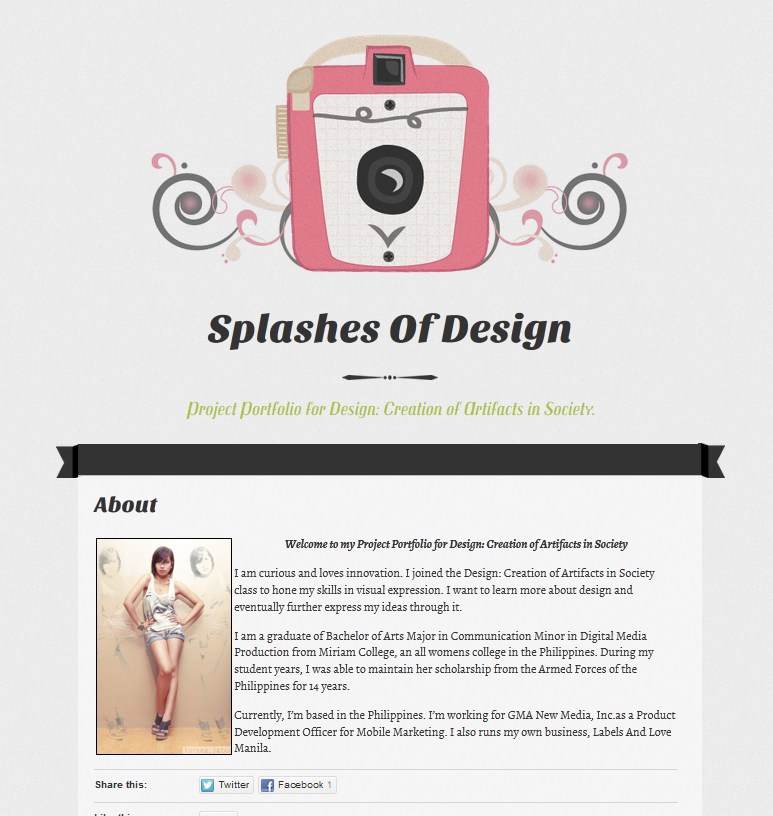 Splashes Of Design
Project Portfolio for Design: Creation of Artifacts in Society.
About
Welcome to my Project Portfolio for Design: Creation of Artifacts in Society
I am curious and loves innovation. I joined the Design: Creation of Artifacts in Society
class to hone my skills in visual expression. I want to learn more about design and
eventually further express my ideas through it.
I am a graduate of Bachelor of Arts Major in Communication Minor in Digital Media
Production from Miriam College, an all womens college in the Philippines. During my
student years, I was able to maintain her scholarship from the Armed Forces of the
Philippines for 14 years.
Currently, I'm based in the Philippines. I'm working for GMA New Media, Inc.as a Product
Development Officer for Mobile Marketing. I also runs my own business, Labels And Love
Manila.
Share this:
Twitter
Facebook 1